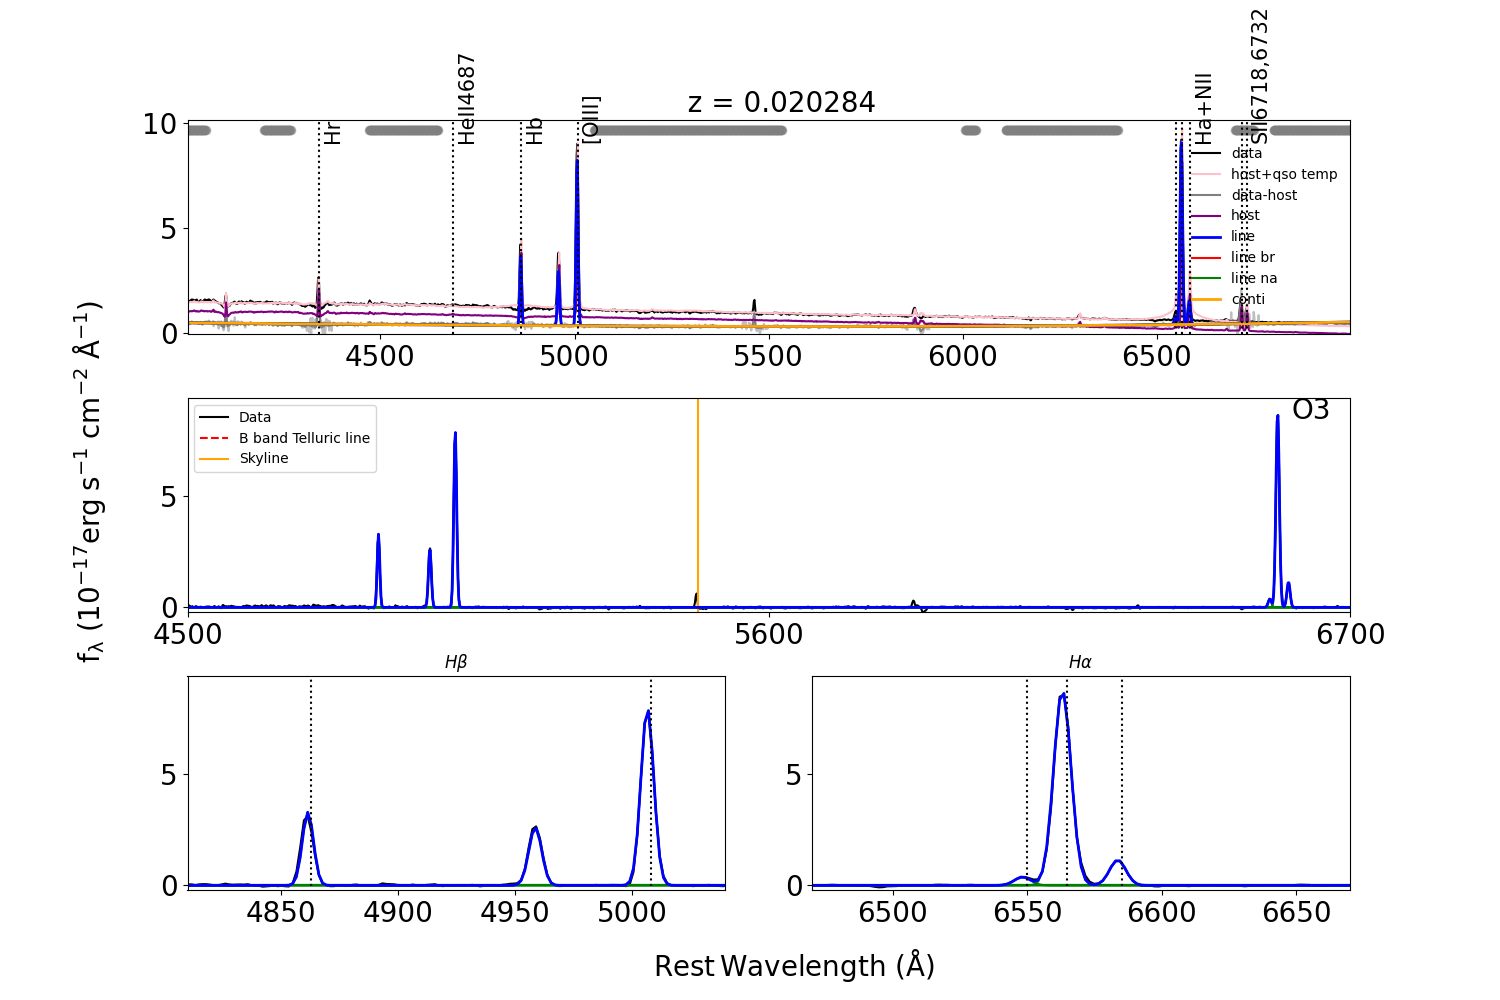 z = 0.020284
Hr
HeII4687
Hb
[OIII]
Ha+NII
SII6718,6732
10
5
0
data
host+qso temp
data-host
host
line
line br
line na
conti
4500 5000 5500 6000 6500
fλ (10−17erg s−1 cm−2 Å−1)
Data
B band Telluric line
Skyline
O3
5
0
4500 5600 6700
Hβ
5
0
4850 4900 4950 5000
Hα
5
0
6500 6550 6600 6650
Rest Wavelength (Å)